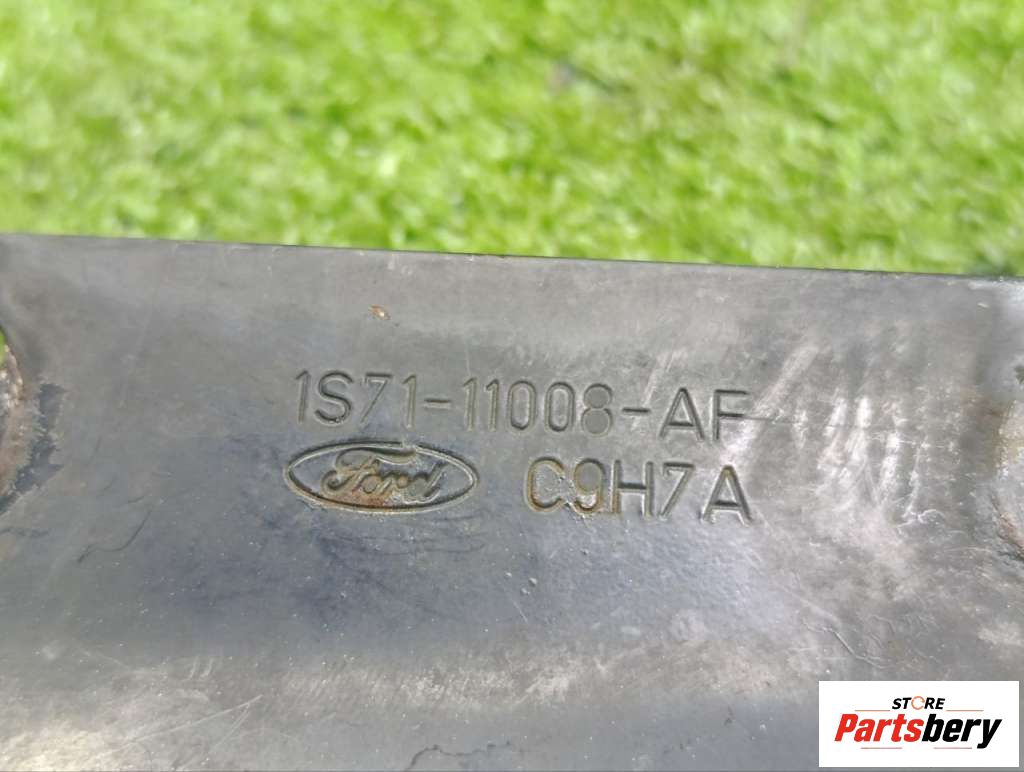 1S71-11008-AF
Ford C9H7A
STORE
Partsbery